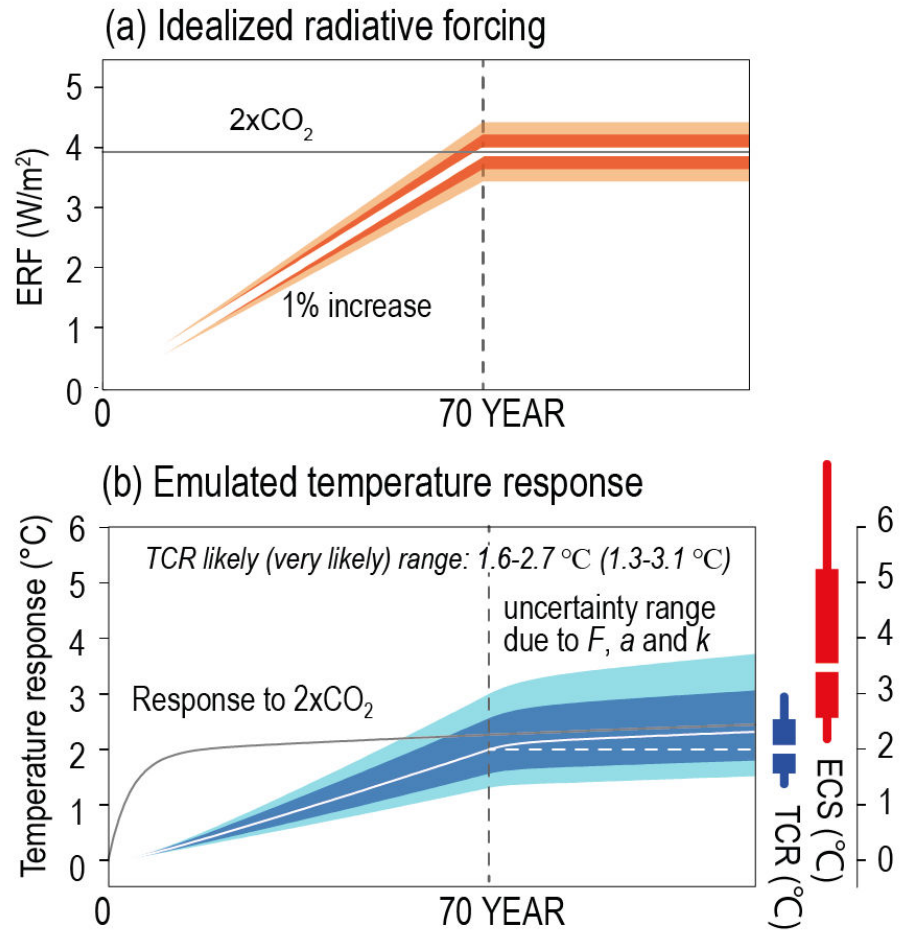 (a) Idealized radiative forcing
5
2xCO₂
4
3
ERF (W/m²)
2
1% increase
1
0
0
70 YEAR
(b) Emulated temperature response
6
TCR likely (very likely) range: 1.6-2.7 °C (1.3-3.1 °C)
5
uncertainty range
due to F, a and k
4
Temperature response (°C)
3
Response to 2xCO₂
2
1
0
0
70 YEAR
TCR (°C)
ECS (°C)
6
5
4
3
2
1
0